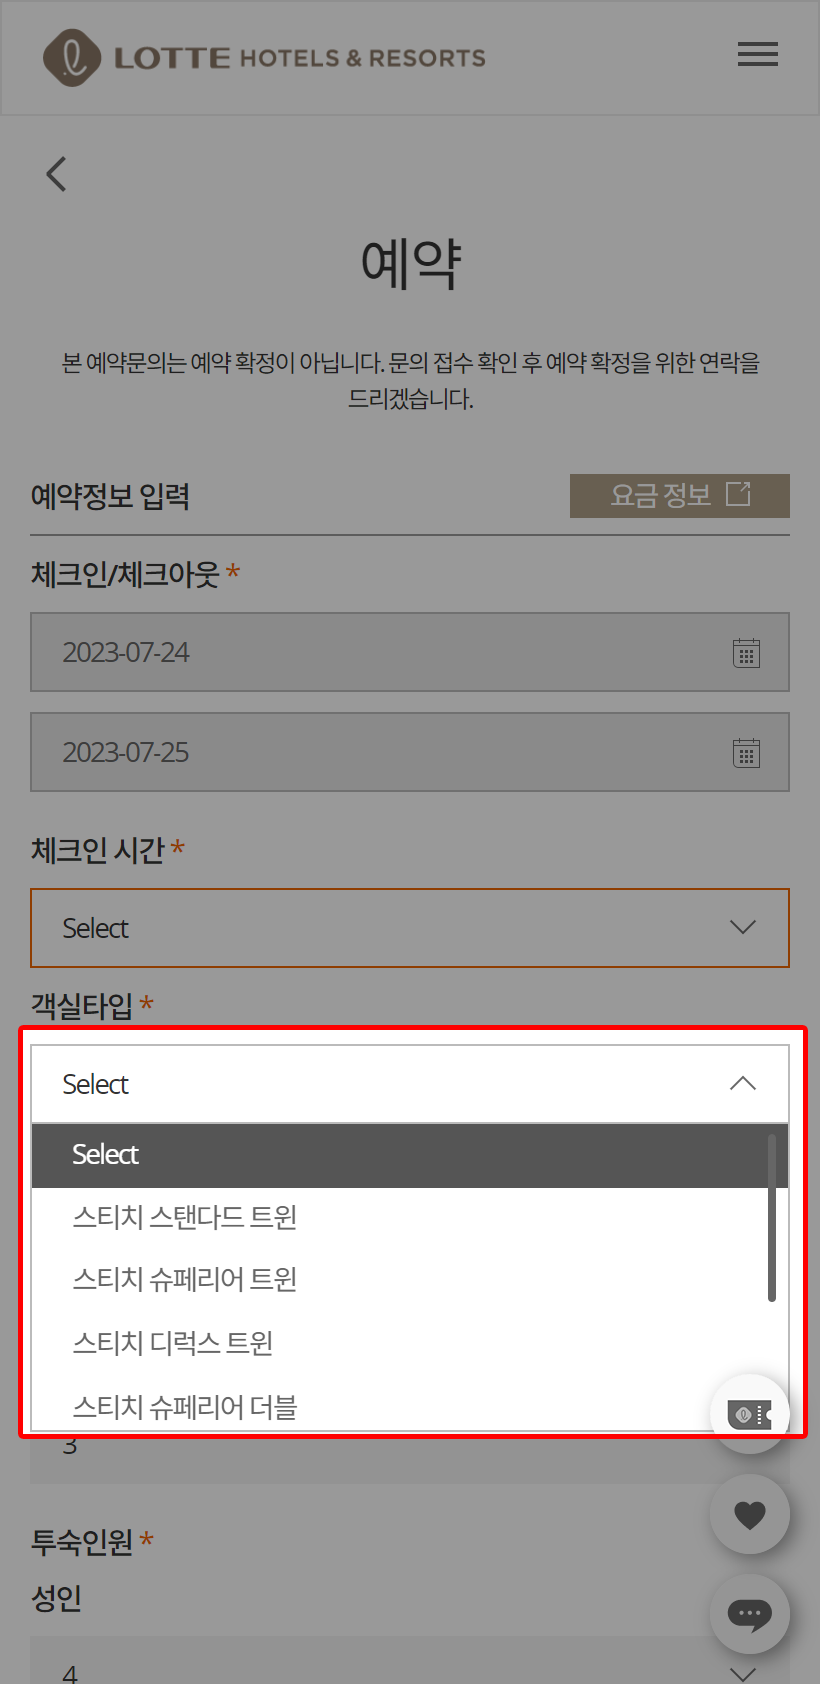 LOTTE HOTELS & RESORTS
예약
본 예약문의는 예약 확정이 아닙니다. 문의 접수 확인 후 예약 확정을 위한 연락을
드리겠습니다.
예약정보 입력
요금 정보
체크인/체크아웃 *
2023-07-24
2023-07-25
체크인 시간 *
Select
객실타입 *
Select
Select
스티치 스탠다드 트윈
스티치 슈페리어 트윈
스티치 디럭스 트윈
스티치 슈페리어 더블
3
투숙인원 *
성인
4